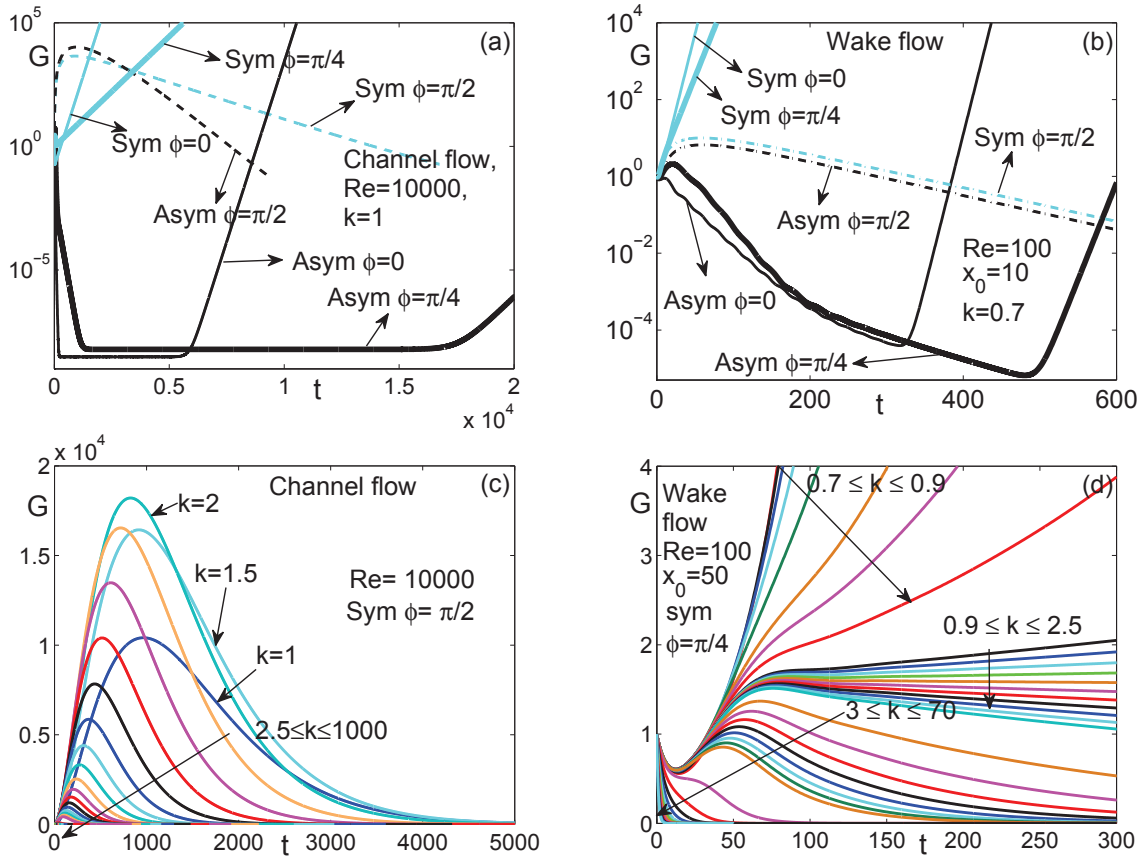 (a)
G
10^5
10^0
10^-5
Sym ϕ=π/4
Sym ϕ=π/2
Sym ϕ=0
Channel flow,
Re=10000,
k=1
Asym ϕ=π/2
Asym ϕ=0
Asym ϕ=π/4
0 0.5 1 1.5 2
t
x 10^4
(b)
Wake flow
G
10^4
10^2
10^0
10^-2
10^-4
Sym ϕ=0
Sym ϕ=π/4
Sym ϕ=π/2
Asym ϕ=π/2
Re=100
x_0=10
k=0.7
Asym ϕ=0
Asym ϕ=π/4
0 200 400 600
t
x 10^4
(c)
Channel flow
G
2
1.5
1
0.5
0
k=2
k=1.5
Re= 10000
Sym ϕ= π/2
k=1
2.5≤k≤1000
0 1000 2000 3000 4000 5000
t
(d)
G
4
3
2
1
0
Wake
flow
Re=100
x_0=50
sym
ϕ=π/4
0.7 ≤ k ≤ 0.9
0.9 ≤ k ≤ 2.5
3 ≤ k ≤ 70
0 50 100 150 200 250 300
t